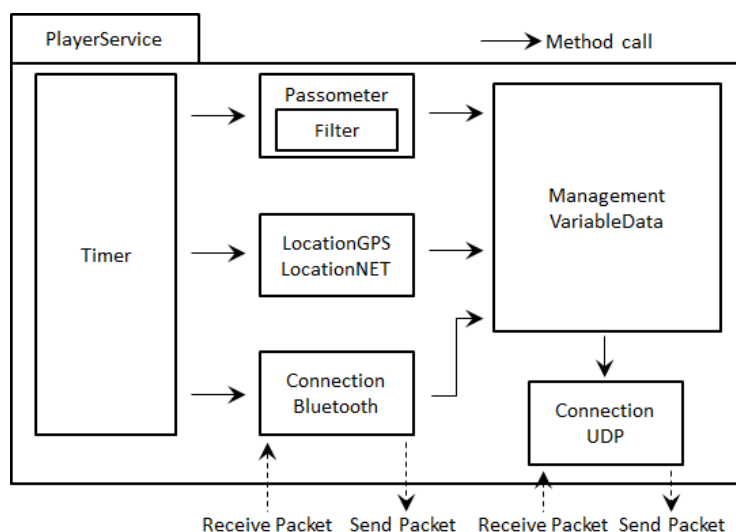 PlayerService
Method call
Passometer
Filter
Timer
LocationGPS
LocationNET
Management
VariableData
Connection
Bluetooth
Connection
UDP
Receive Packet
Send Packet
Receive Packet
Send Packet